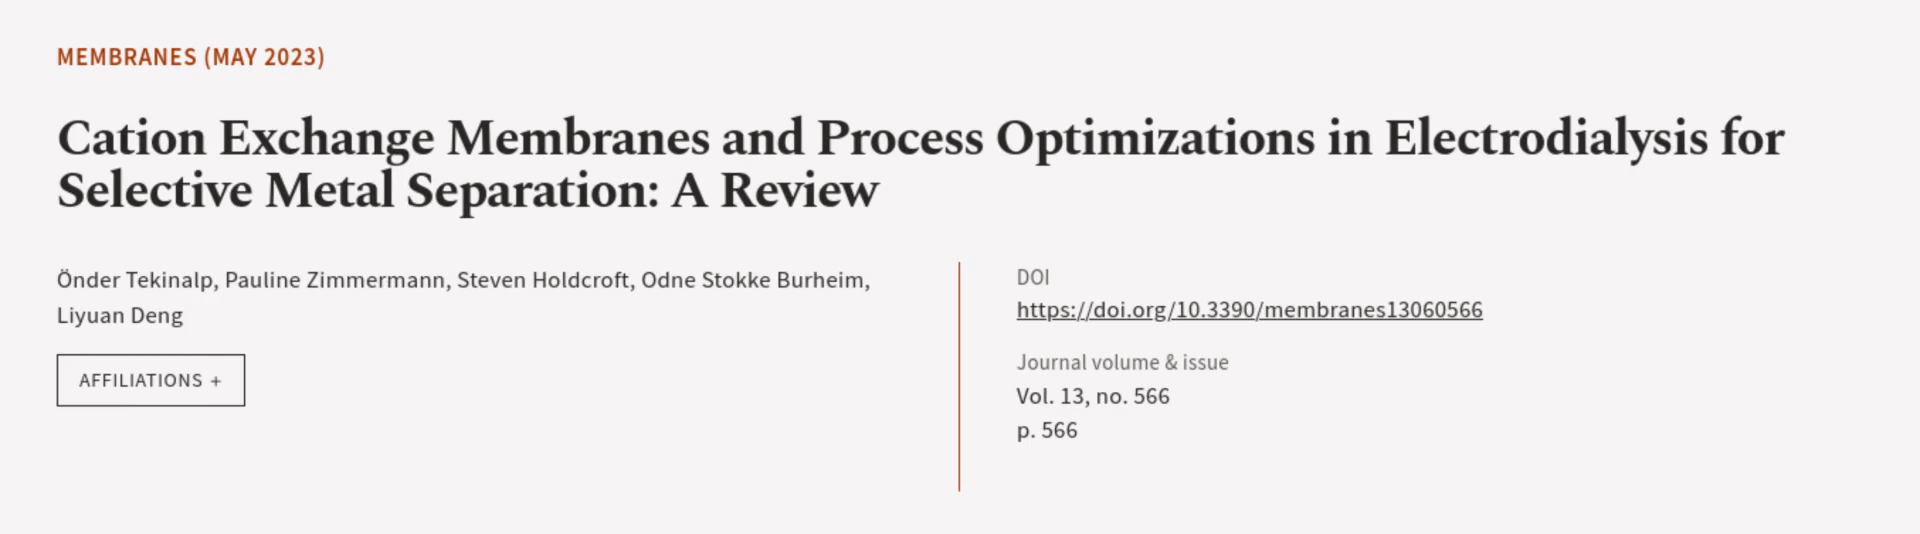 MEMBRANES (MAY 2023)
Cation Exchange Membranes and Process Optimizations in Electrodialysis for
Selective Metal Separation: A Review
Önder Tekinalp, Pauline Zimmermann, Steven Holdcroft, Odne Stokke Burheim,
Liyuan Deng
AFFILIATIONS +
DOI
https://doi.org/10.3390/membranes13060566
Journal volume & issue
Vol. 13, no. 566
p. 566